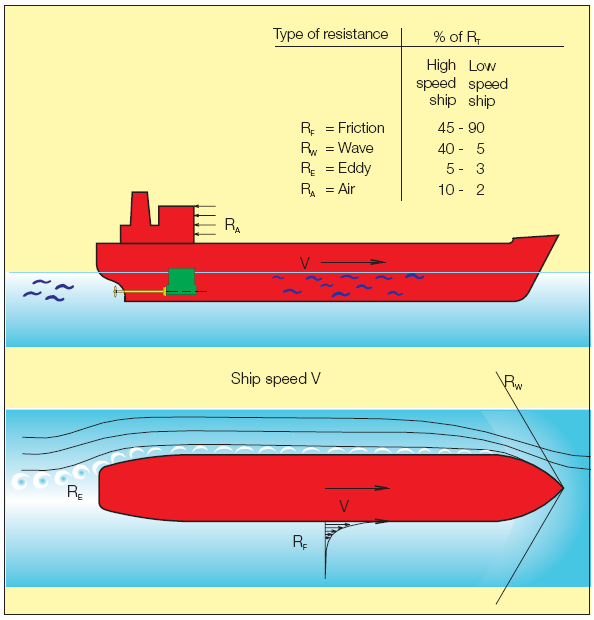 Type of resistance % of RT
High Low
speed speed
ship ship
RF = Friction 45 - 90
RW = Wave 40 - 5
RE = Eddy 5 - 3
RA = Air 10 - 2
RA
V
Ship speed V
RW
RE
V
RF